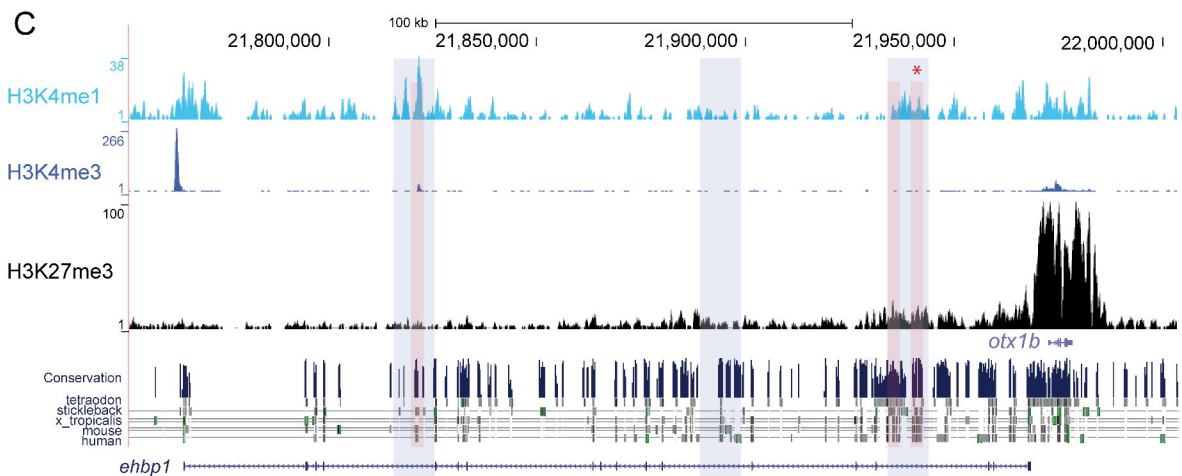 C
100 kb
21,800,000 21,850,000 21,900,000 21,950,000 22,000,000
38
H3K4me1
1
*
266
H3K4me3
1
100
H3K27me3
1
otx1b
Conservation
tetraodon
stickleback
x_tropicalis
mouse
human
ehbp1